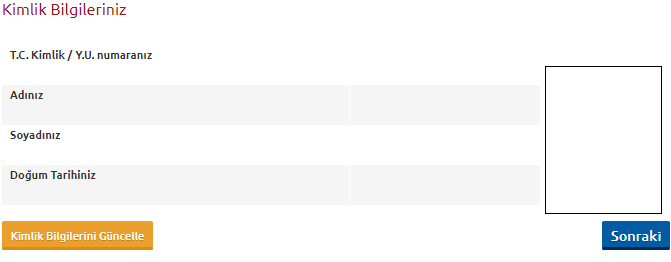 Kimlik Bilgileriniz
T.C. Kimlik / Y.U. numaranız
Adınız
Soyadınız
Doğum Tarihiniz
Kimlik Bilgilerini Güncelle
Sonraki